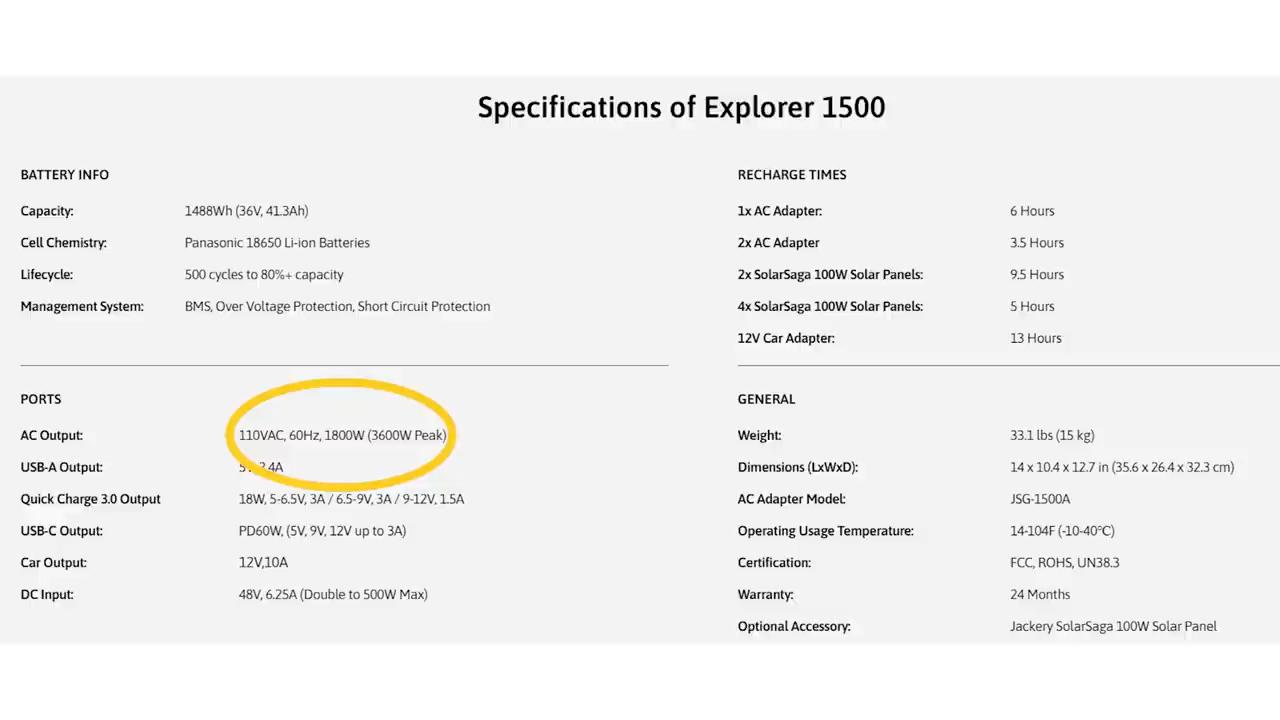 Specifications of Explorer 1500
BATTERY INFO
Capacity: 1488Wh (36V, 41.3Ah)
Cell Chemistry: Panasonic 18650 Li-ion Batteries
Lifecycle: 500 cycles to 80%+ capacity
Management System: BMS, Over Voltage Protection, Short Circuit Protection
RECHARGE TIMES
1x AC Adapter: 6 Hours
2x AC Adapter 3.5 Hours
2x SolarSaga 100W Solar Panels: 9.5 Hours
4x SolarSaga 100W Solar Panels: 5 Hours
12V Car Adapter: 13 Hours
PORTS
AC Output: 110VAC, 60Hz, 1800W (3600W Peak)
USB-A Output:
Quick Charge 3.0 Output 18W, 5-6.5V, 3A / 6.5-9V, 3A / 9-12V, 1.5A
USB-C Output: PD60W, (5V, 9V, 12V up to 3A)
Car Output: 12V,10A
DC Input: 48V, 6.25A (Double to 500W Max)
GENERAL
Weight: 33.1 lbs (15 kg)
Dimensions (LxWxD): 14 x 10.4 x 12.7 in (35.6 x 26.4 x 32.3 cm)
AC Adapter Model: JSG-1500A
Operating Usage Temperature: 14-104F (-10-40℃)
Certification: FCC, ROHS, UN38.3
Warranty: 24 Months
Optional Accessory: Jackery SolarSaga 100W Solar Panel